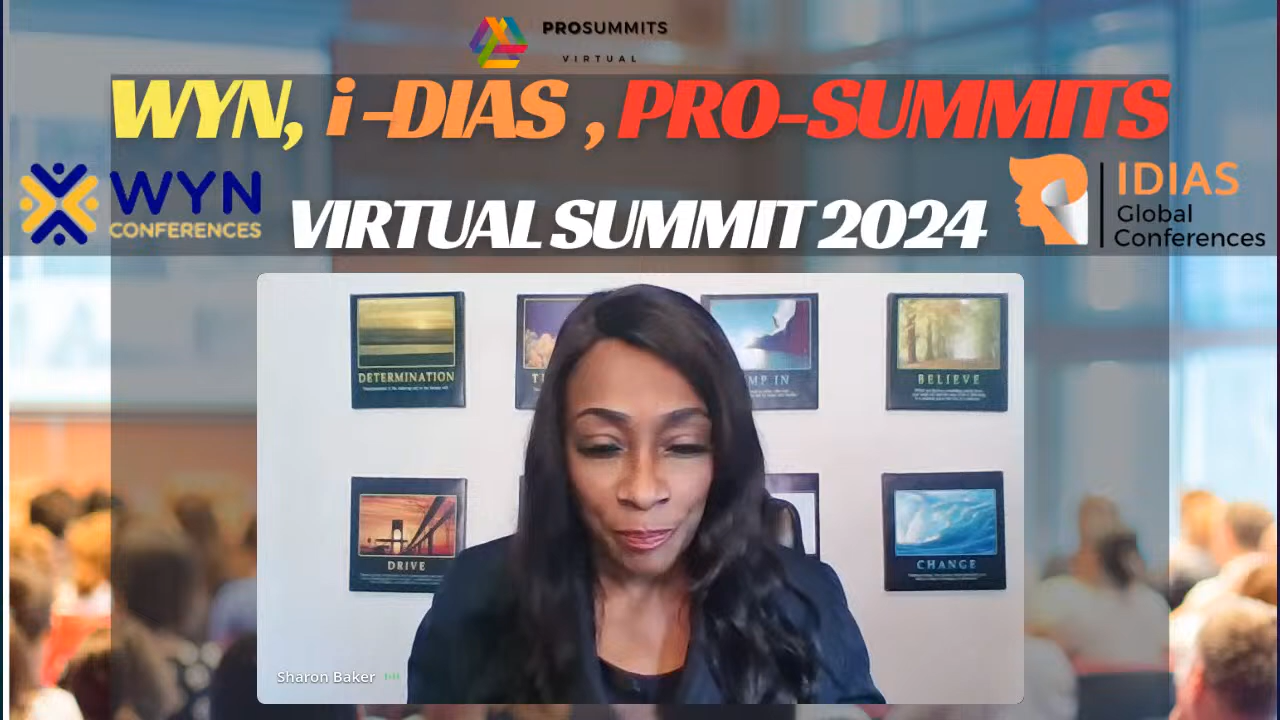 PROSUMMITS
VIRTUAL
WYN, i-DIAS, PRO-SUMMITS
WYN
CONFERENCES
VIRTUAL SUMMIT 2024
IDIAS
Global
Conferences
DETERMINATION
MP IN
BELIEVE
DRIVE
CHANGE
Sharon Baker